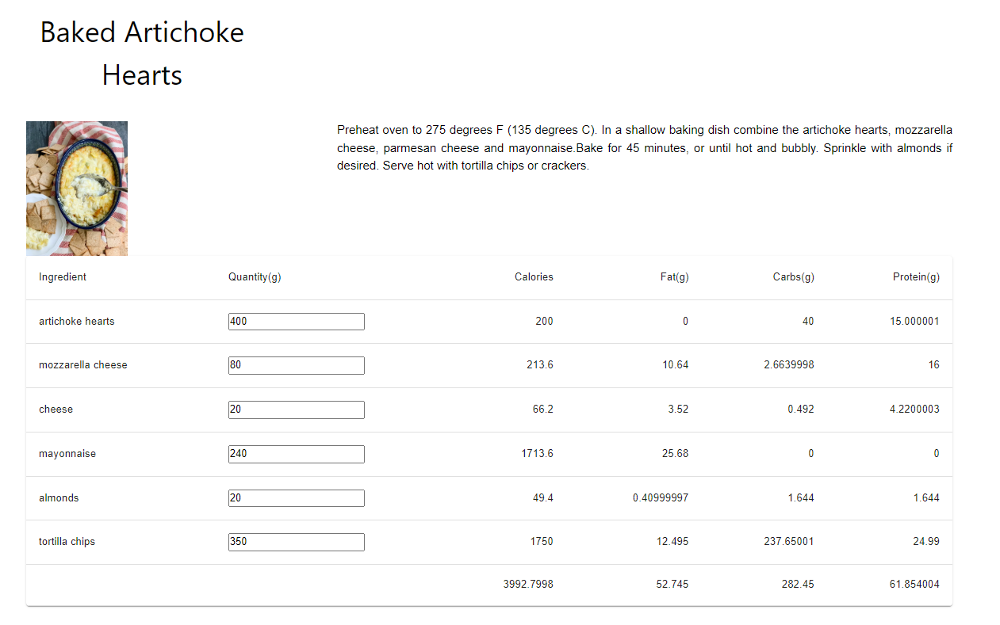 Baked Artichoke
Hearts
Preheat oven to 275 degrees F (135 degrees C). In a shallow baking dish combine the artichoke hearts, mozzarella
cheese, parmesan cheese and mayonnaise.Bake for 45 minutes, or until hot and bubbly. Sprinkle with almonds if
desired. Serve hot with tortilla chips or crackers.
Ingredient Quantity(g) Calories Fat(g) Carbs(g) Protein(g)
artichoke hearts 400 200 0 40 15.000001
mozzarella cheese 80 213.6 10.64 2.6639998 16
cheese 20 66.2 3.52 0.492 4.2200003
mayonnaise 240 1713.6 25.68 0 0
almonds 20 49.4 0.40999997 1.644 1.644
tortilla chips 350 1750 12.495 237.65001 24.99
3992.7998 52.745 282.45 61.854004